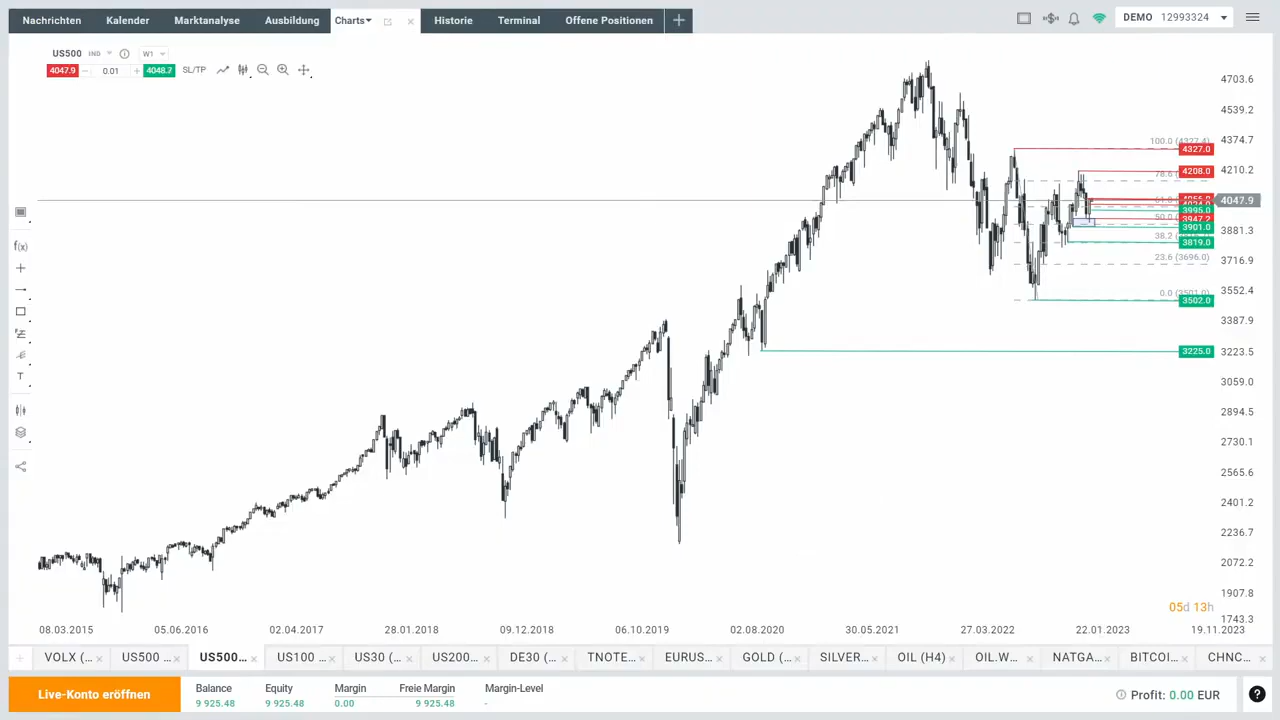 Nachrichten Kalender Marktanalyse Ausbildung Charts Historie Terminal Offene Positionen
DEMO 12993324
US500 IND W1
4047.9 0.01 4048.7 SL/TP
4703.6
4539.2
100.0 (4327.4) 4374.7
4327.0
4208.0 4210.2
78.6
4047.9
3995.0
50.0 3947.2
3901.0 3881.3
38.2
3819.0
23.6 (3696.0) 3716.9
0.0 (3501.9) 3552.4
3502.0
3387.9
3225.0 3223.5
3059.0
2894.5
2730.1
2565.6
2401.2
2236.7
2072.2
1907.8
05d 13h
1743.3
08.03.2015 05.06.2016 02.04.2017 28.01.2018 09.12.2018 06.10.2019 02.08.2020 30.05.2021 27.03.2022 22.01.2023 19.11.2023
f(x)
T
VOLX (... US500 ... US500... US100 ... US30 (... US200... DE30 (... TNOTE... EURUS... GOLD (... SILVER... OIL (H4) OIL.W... NATGA... BITCOI... CHNC...
Live-Konto eröffnen
Balance Equity Margin Freie Margin Margin-Level
9 925.48 9 925.48 0.00 9 925.48 -
Profit: 0.00 EUR
?